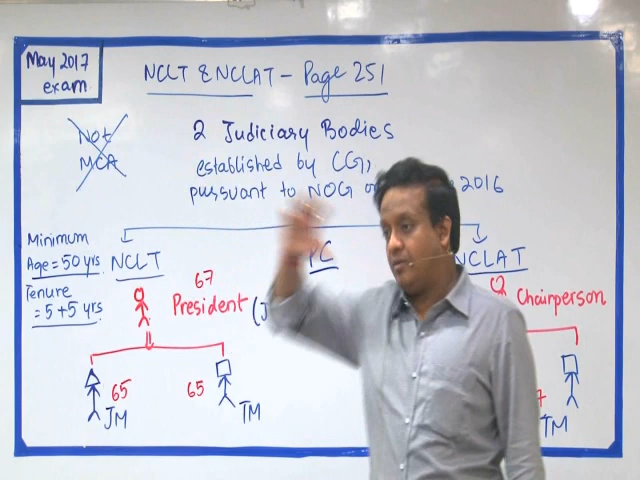 May 2017
exam
NCLT & NCLAT - Page 251
Not
MCA
2 Judiciary Bodies
established by CG,
pursuant to NOG 2016
Minimum
Age = 50 yrs.
Tenure
= 5+5 yrs
NCLT
NCLAT
67
President
Chairperson
65
JM
65
TM
TM